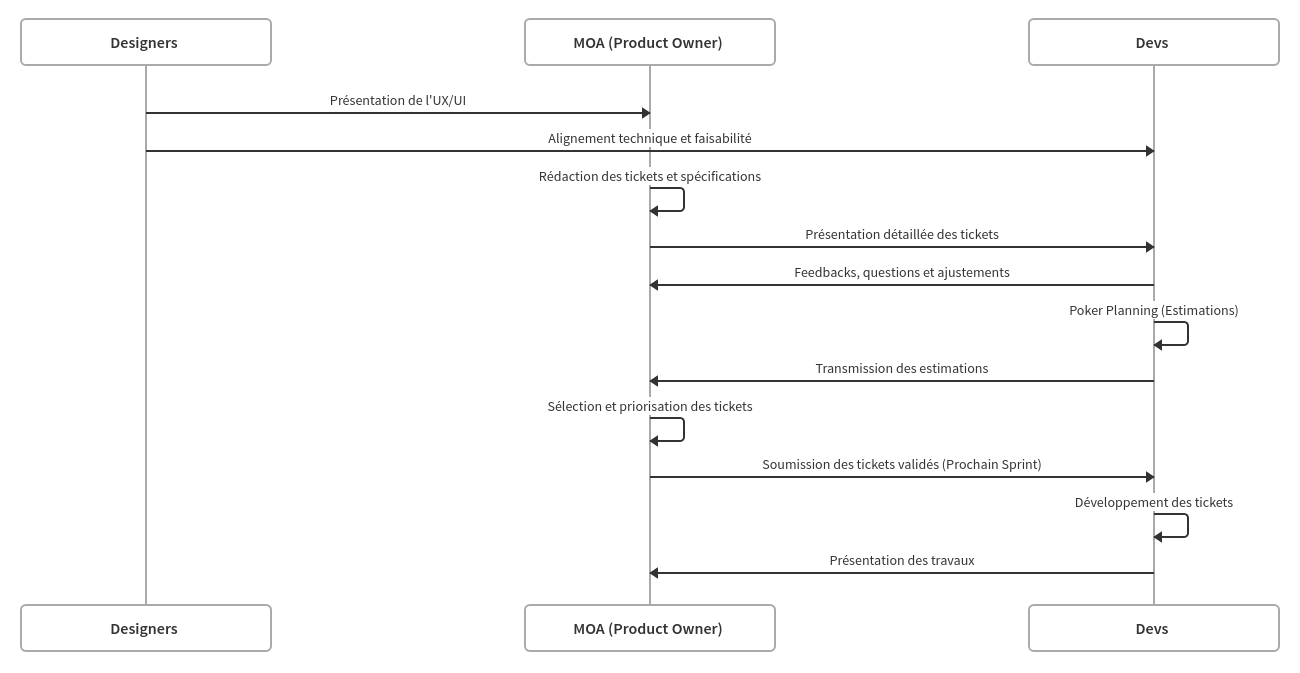 Designers
MOA (Product Owner)
Devs
Présentation de l'UX/UI
Alignement technique et faisabilité
Rédaction des tickets et spécifications
Présentation détaillée des tickets
Feedbacks, questions et ajustements
Poker Planning (Estimations)
Transmission des estimations
Sélection et priorisation des tickets
Soumission des tickets validés (Prochain Sprint)
Développement des tickets
Présentation des travaux
Designers
MOA (Product Owner)
Devs